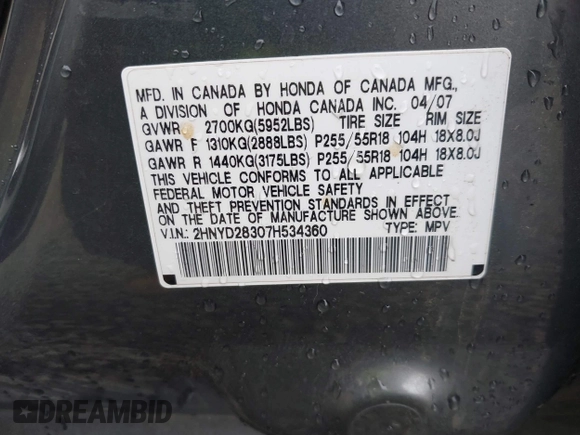 MFD. IN CANADA BY HONDA OF CANADA MFG.,
A DIVISION OF HONDA CANADA INC. 04/07
GVWR 2700KG(5952LBS) TIRE SIZE RIM SIZE
GAWR F 1310KG(2888LBS) P255/55R18 104H 18X8.0J
GAWR R 1440KG(3175LBS) P255/55R18 104H 18X8.0J
THIS VEHICLE CONFORMS TO ALL APPLICABLE
FEDERAL MOTOR VEHICLE SAFETY
AND THEFT PREVENTION STANDARDS IN EFFECT
ON THE DATE OF MANUFACTURE SHOWN ABOVE.
V.I.N.: 2HNYD28307H534360 TYPE: MPV
DREAMBID